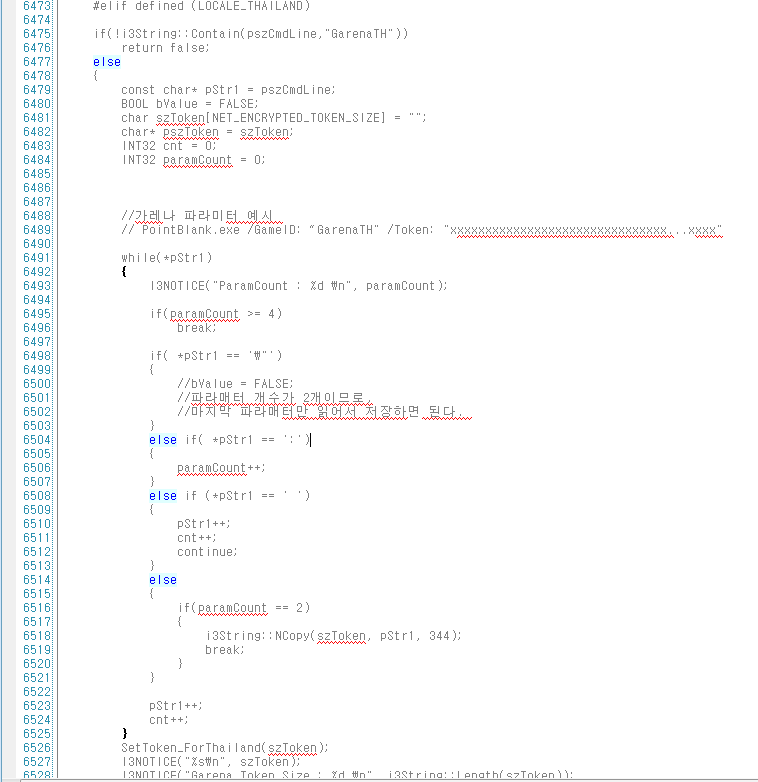 6473 #elif defined (LOCALE_THAILAND)
6474
6475 if(!i3String::Contain(pszCmdLine,"GarenaTH"))
6476 return false;
6477 else
6478 {
6479 const char* pStr1 = pszCmdLine;
6480 BOOL bValue = FALSE;
6481 char szToken[NET_ENCRYPTED_TOKEN_SIZE] = "";
6482 char* pszToken = szToken;
6483 INT32 cnt = 0;
6484 INT32 paramCount = 0;
6485
6486
6487
6488 //가레나 파라미터 예시
6489 // PointBlank.exe /GameID: "GarenaTH" /Token: "xxxxxxxxxxxxxxxxxxxxxxxxxxxxxx...xxxx"
6490
6491 while(*pStr1)
6492 {
6493 I3NOTICE("ParamCount : %d ₩n", paramCount);
6494
6495 if(paramCount >= 4)
6496 break;
6497
6498 if( *pStr1 == '₩"')
6499 {
6500 //bValue = FALSE;
6501 //파라매터 개수가 2개이므로,
6502 //마지막 파라매터만 읽어서 저장하면 된다..
6503 }
6504 else if( *pStr1 == ':')
6505 {
6506 paramCount++;
6507 }
6508 else if (*pStr1 == ' ')
6509 {
6510 pStr1++;
6511 cnt++;
6512 continue;
6513 }
6514 else
6515 {
6516 if(paramCount == 2)
6517 {
6518 i3String::NCopy(szToken, pStr1, 344);
6519 break;
6520 }
6521 }
6522
6523 pStr1++;
6524 cnt++;
6525 }
6526 SetToken_ForThailand(szToken);
6527 I3NOTICE("%s₩n", szToken);
6528 I3NOTICE("Garena Token Size : %d ₩n", i3String::Length(szToken));